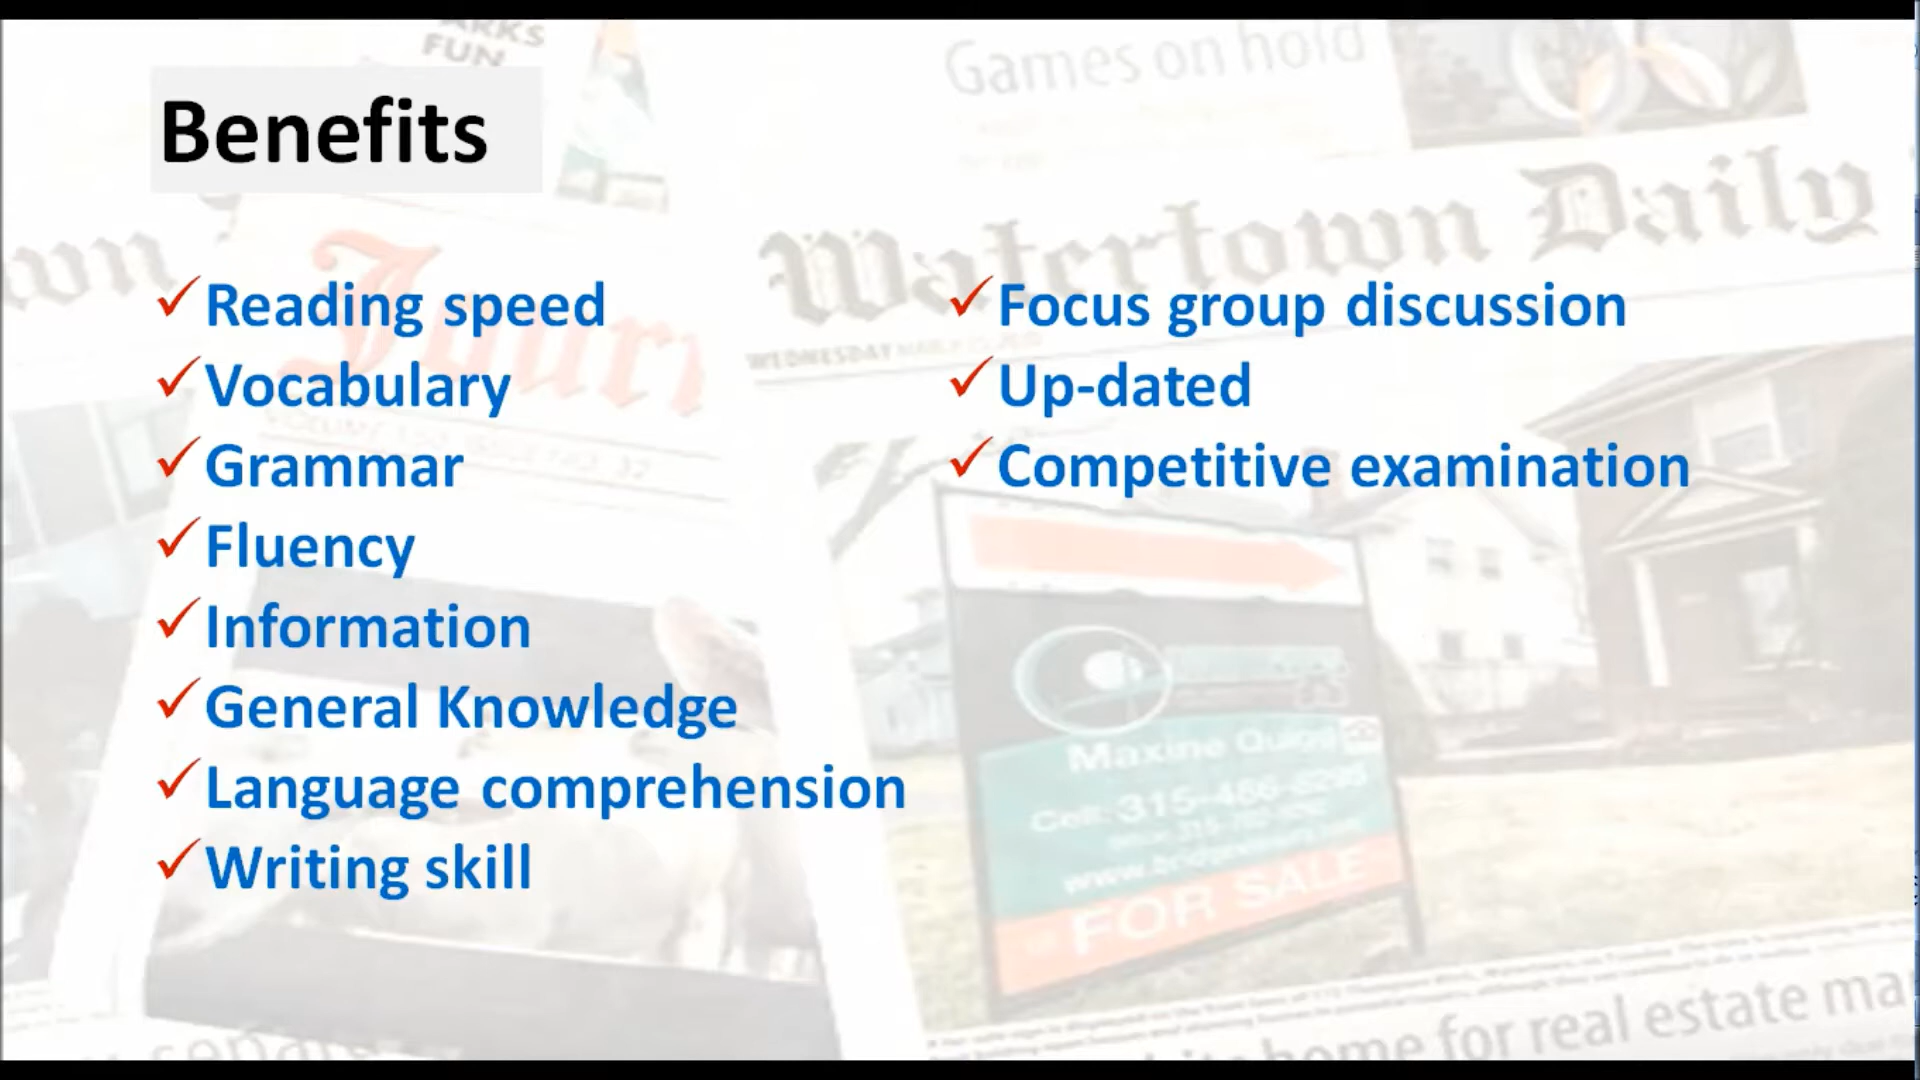 ARKS
FUN
Games on hold
Benefits
Watertown Daily
WEDNESDAY
✓Reading speed
✓Vocabulary
✓Grammar
✓Fluency
✓Information
✓General Knowledge
✓Language comprehension
✓Writing skill
✓Focus group discussion
✓Up-dated
✓Competitive examination
Maxine
Cell: 315-
FOR SALE
home for real estate ma